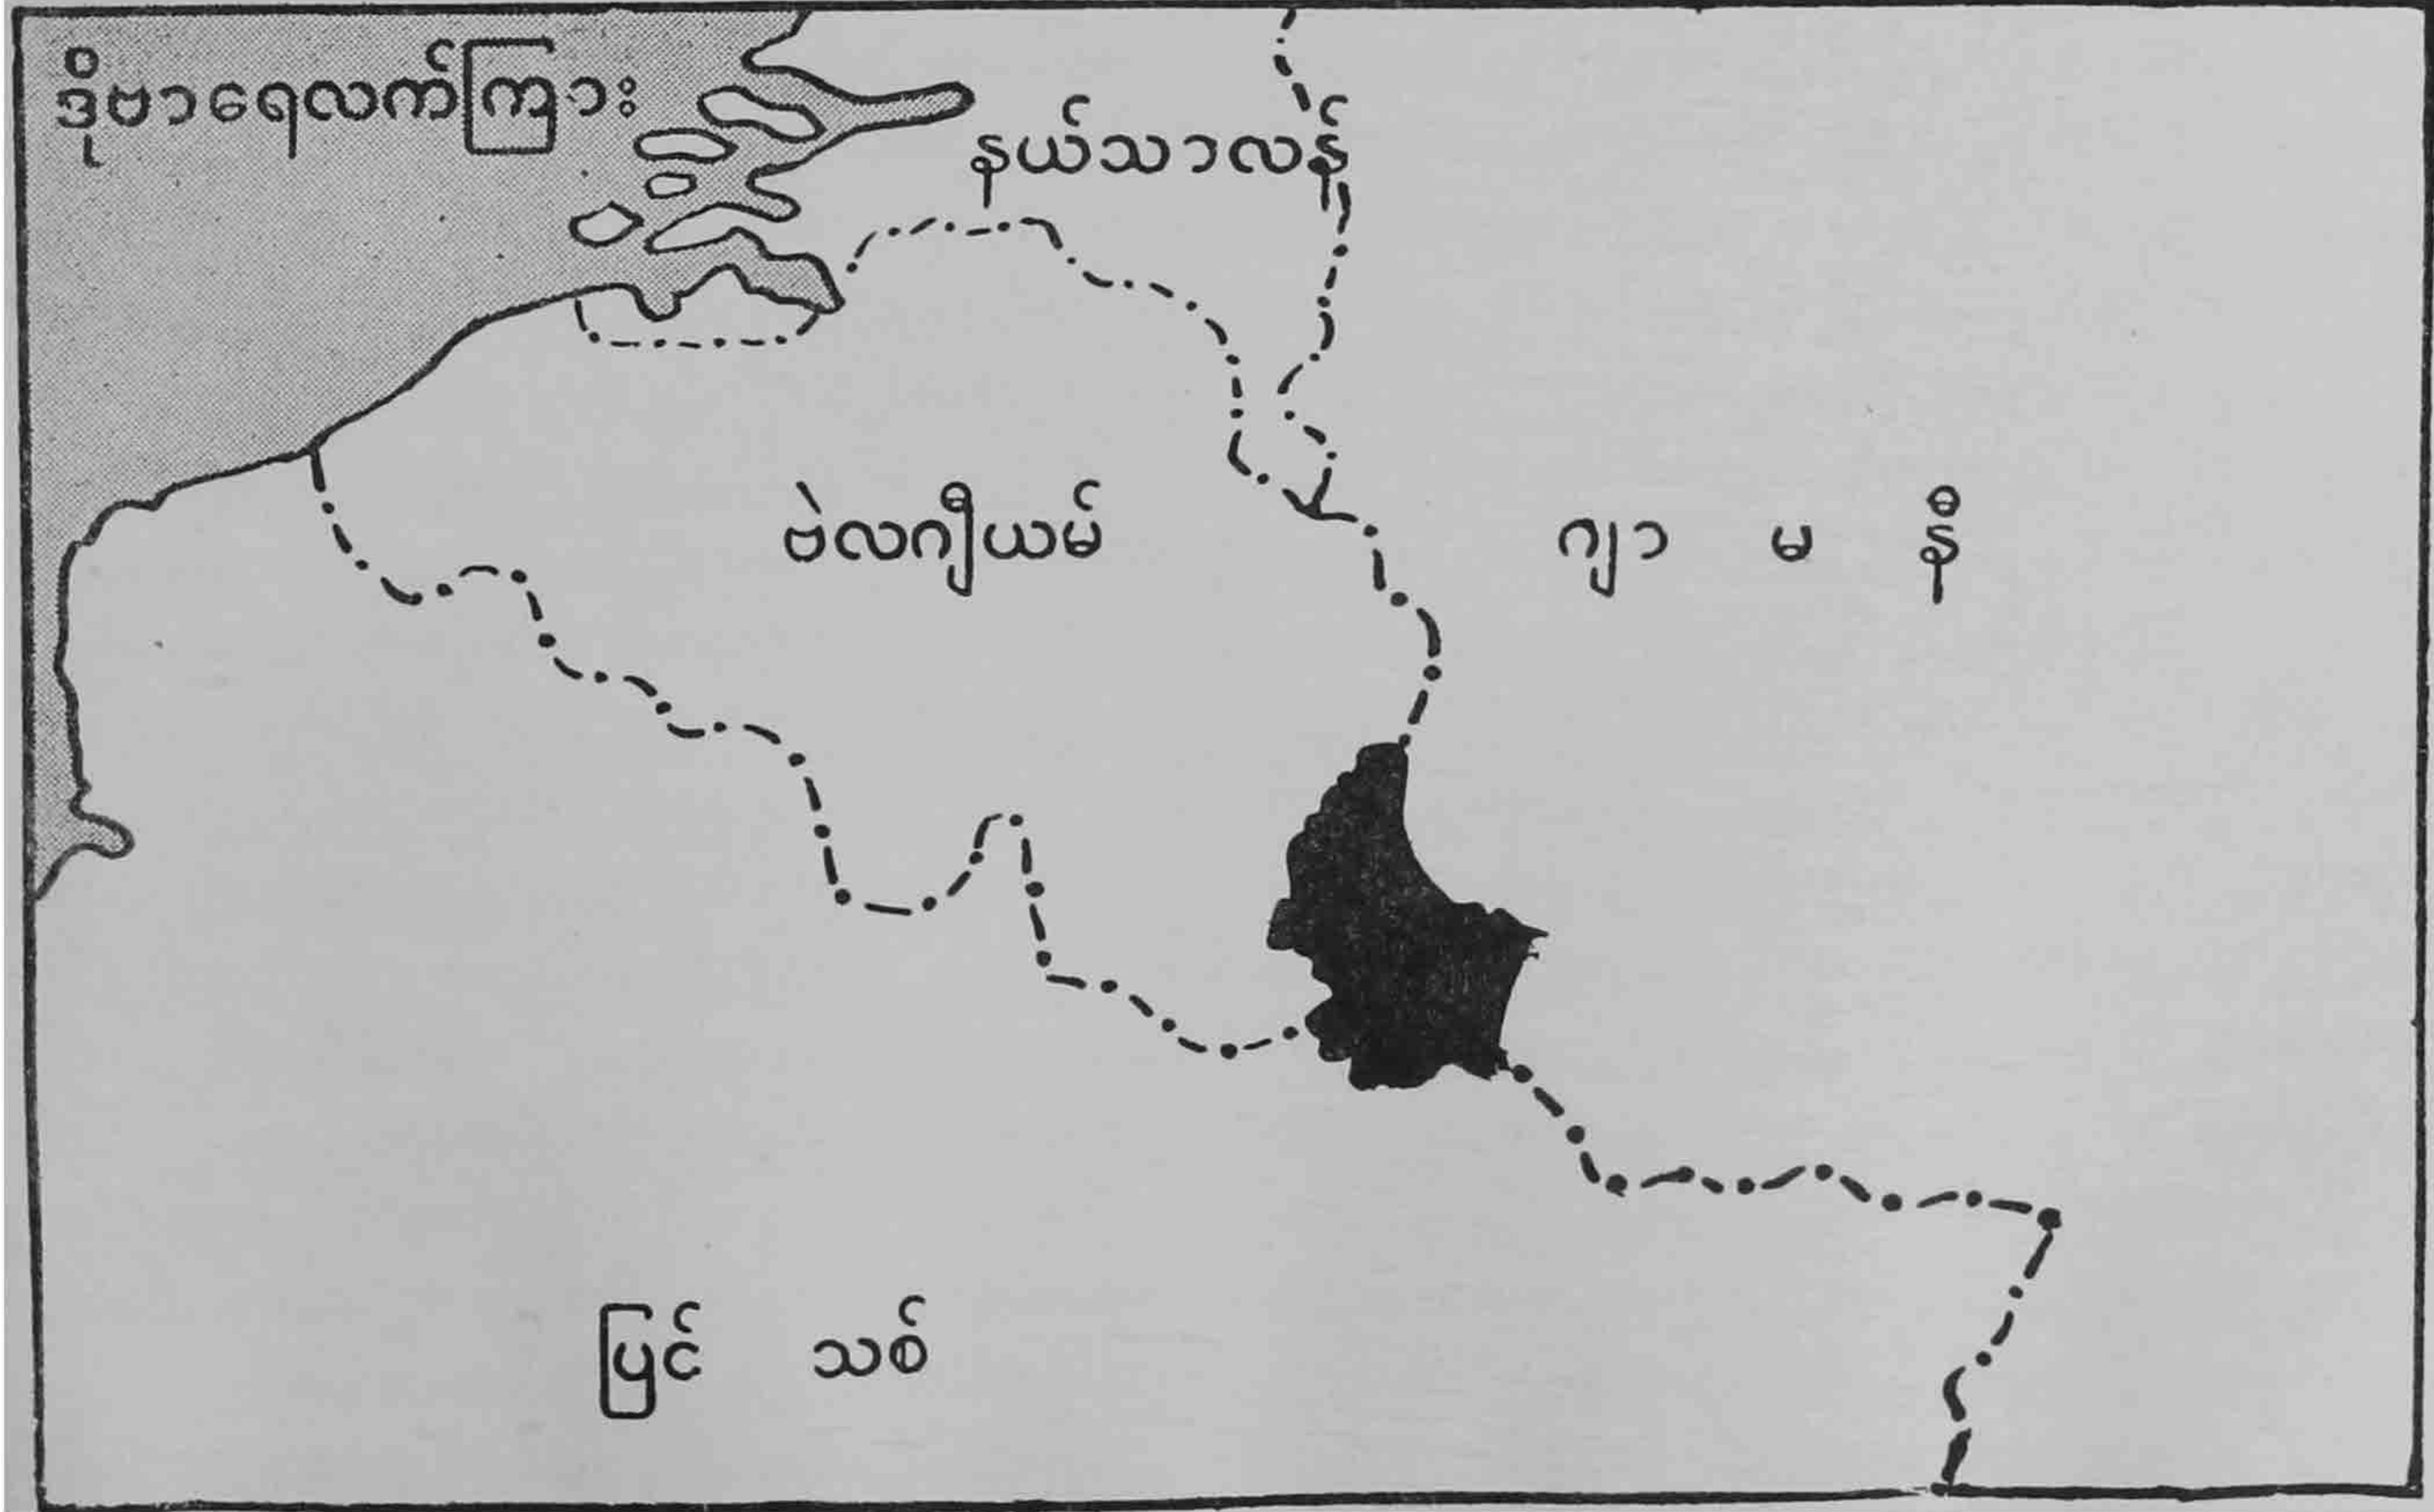 ဒိုဗာရေလက်ကြား
နယ်သာလန်
ဗဲလဂျီယမ်
ဂျာမနီ
ပြင်သစ်